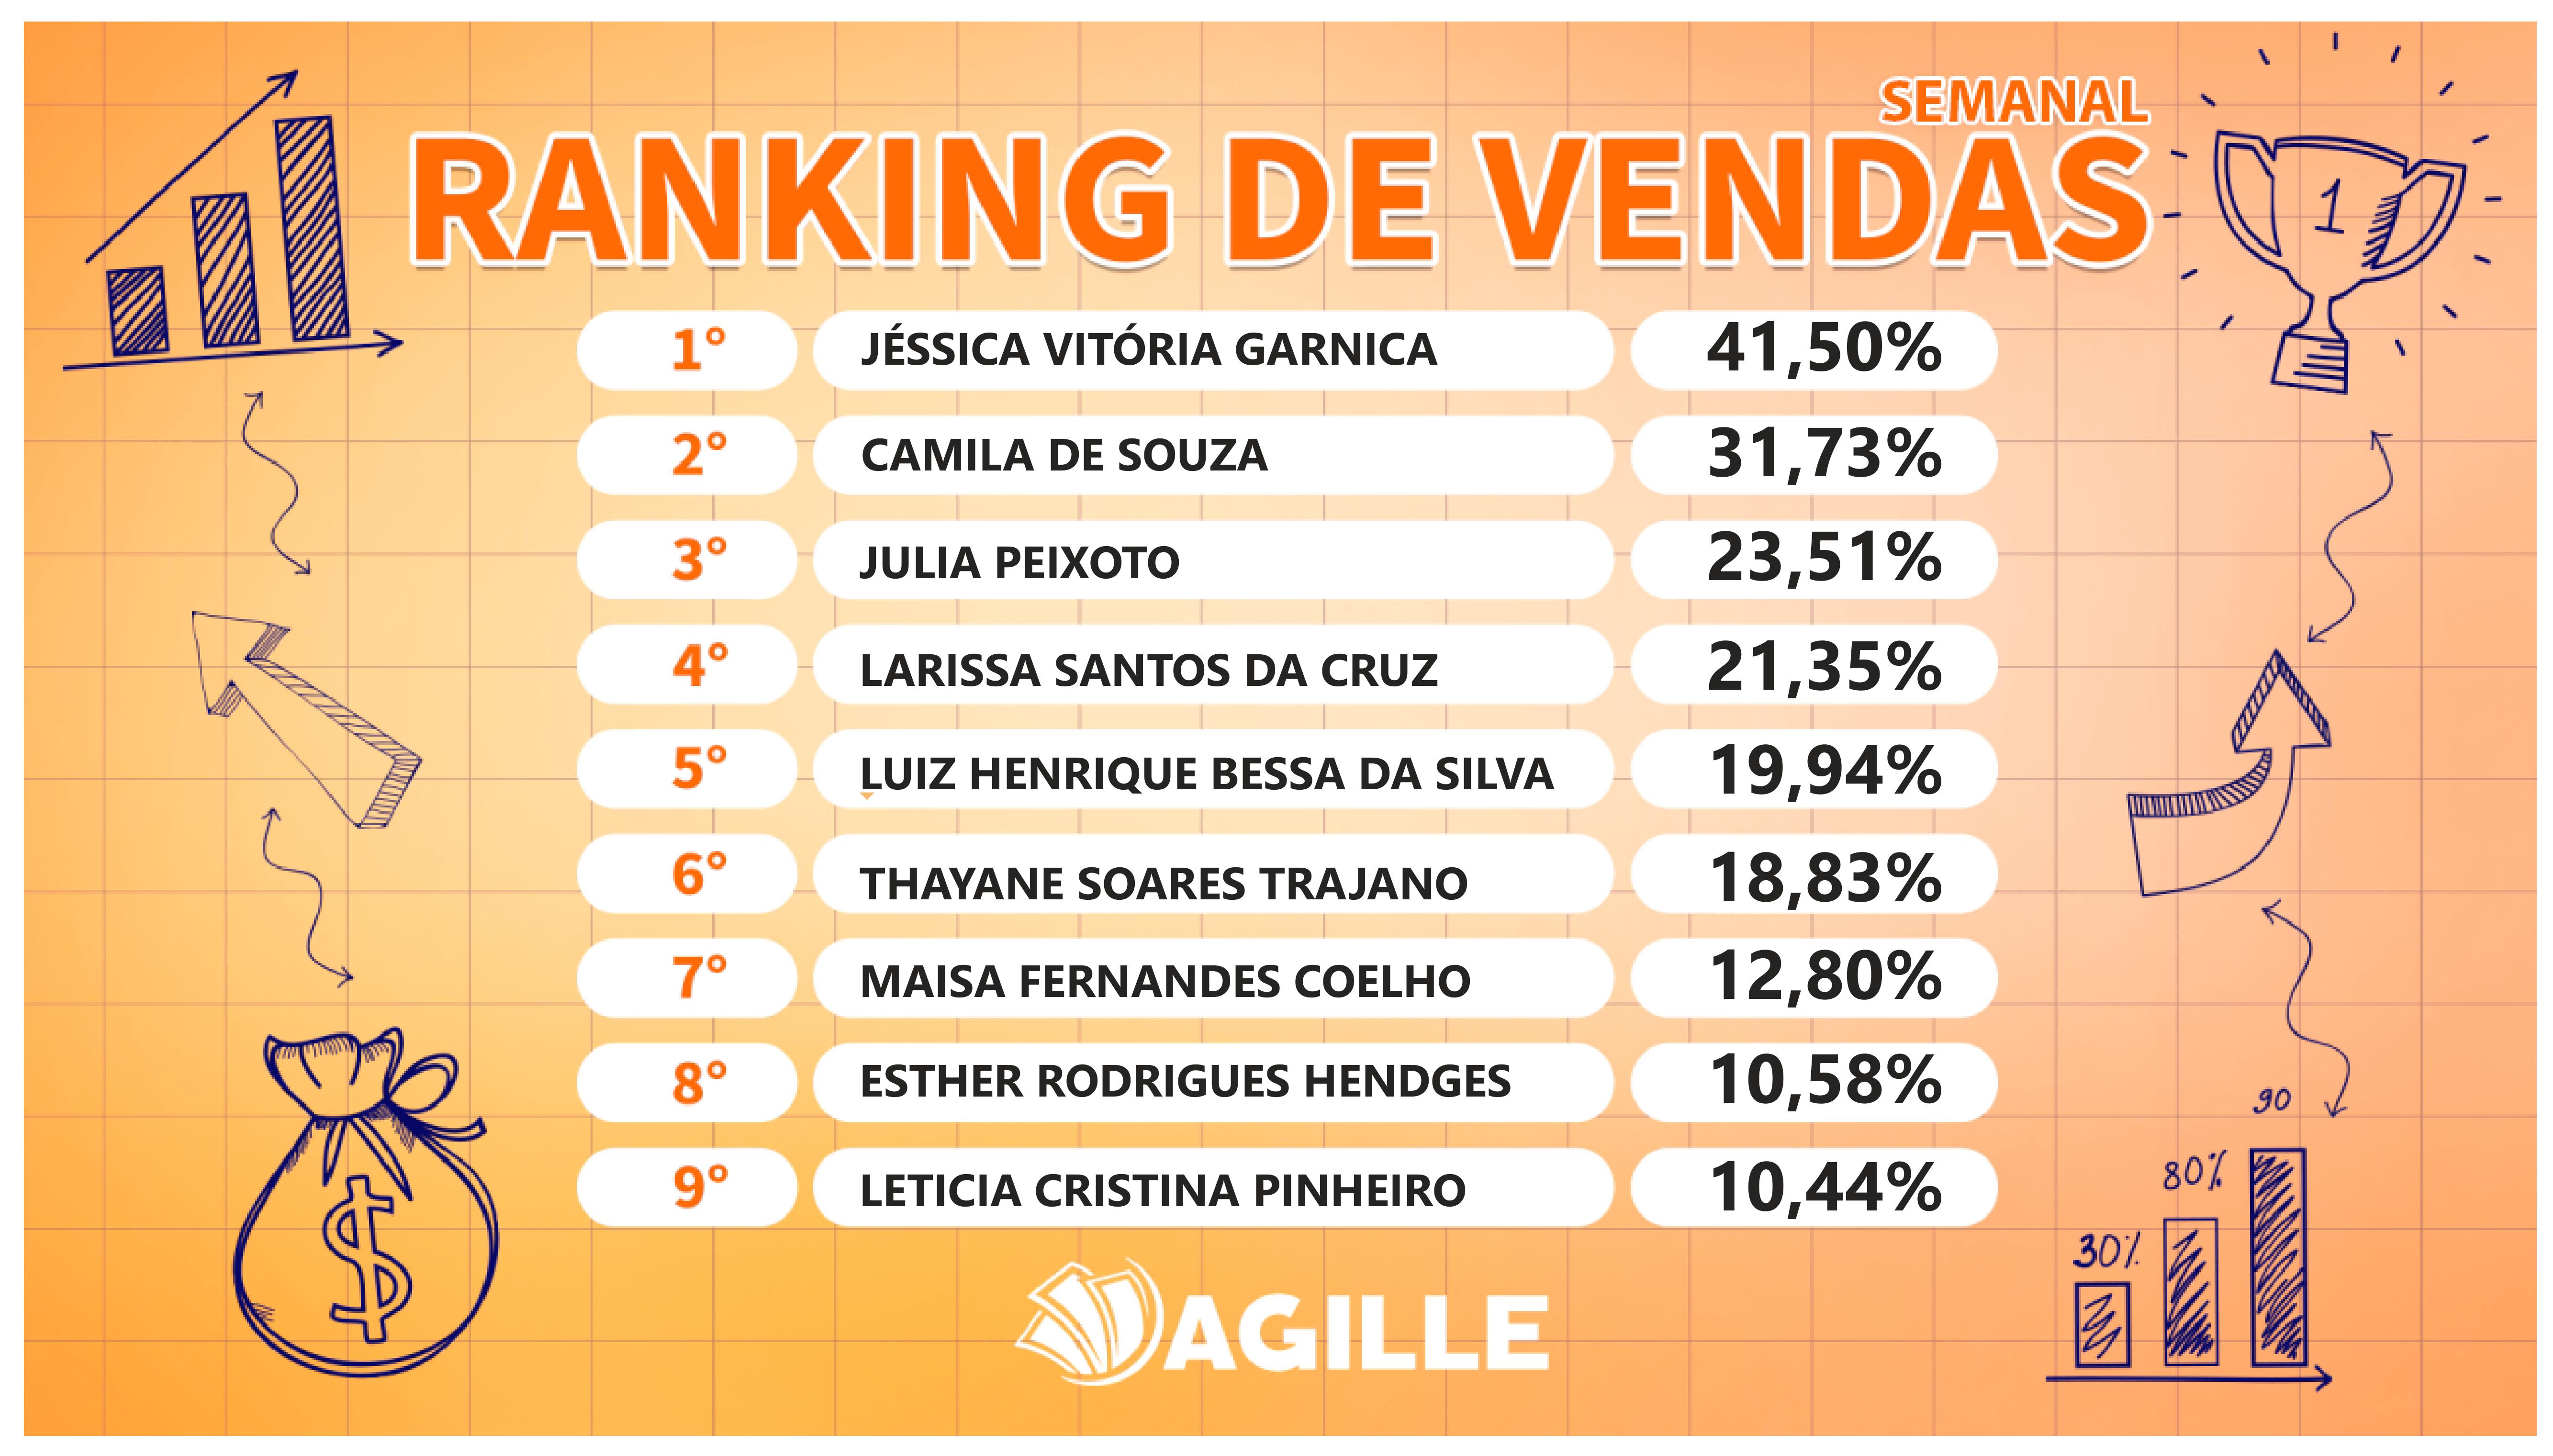 SEMANAL
RANKING DE VENDAS
1
1° JÉSSICA VITÓRIA GARNICA 41,50%
2° CAMILA DE SOUZA 31,73%
3° JULIA PEIXOTO 23,51%
4° LARISSA SANTOS DA CRUZ 21,35%
5° LUIZ HENRIQUE BESSA DA SILVA 19,94%
6° THAYANE SOARES TRAJANO 18,83%
7° MAISA FERNANDES COELHO 12,80%
8° ESTHER RODRIGUES HENDGES 10,58%
9° LETICIA CRISTINA PINHEIRO 10,44%
90
80%
30%
$
AGILLE